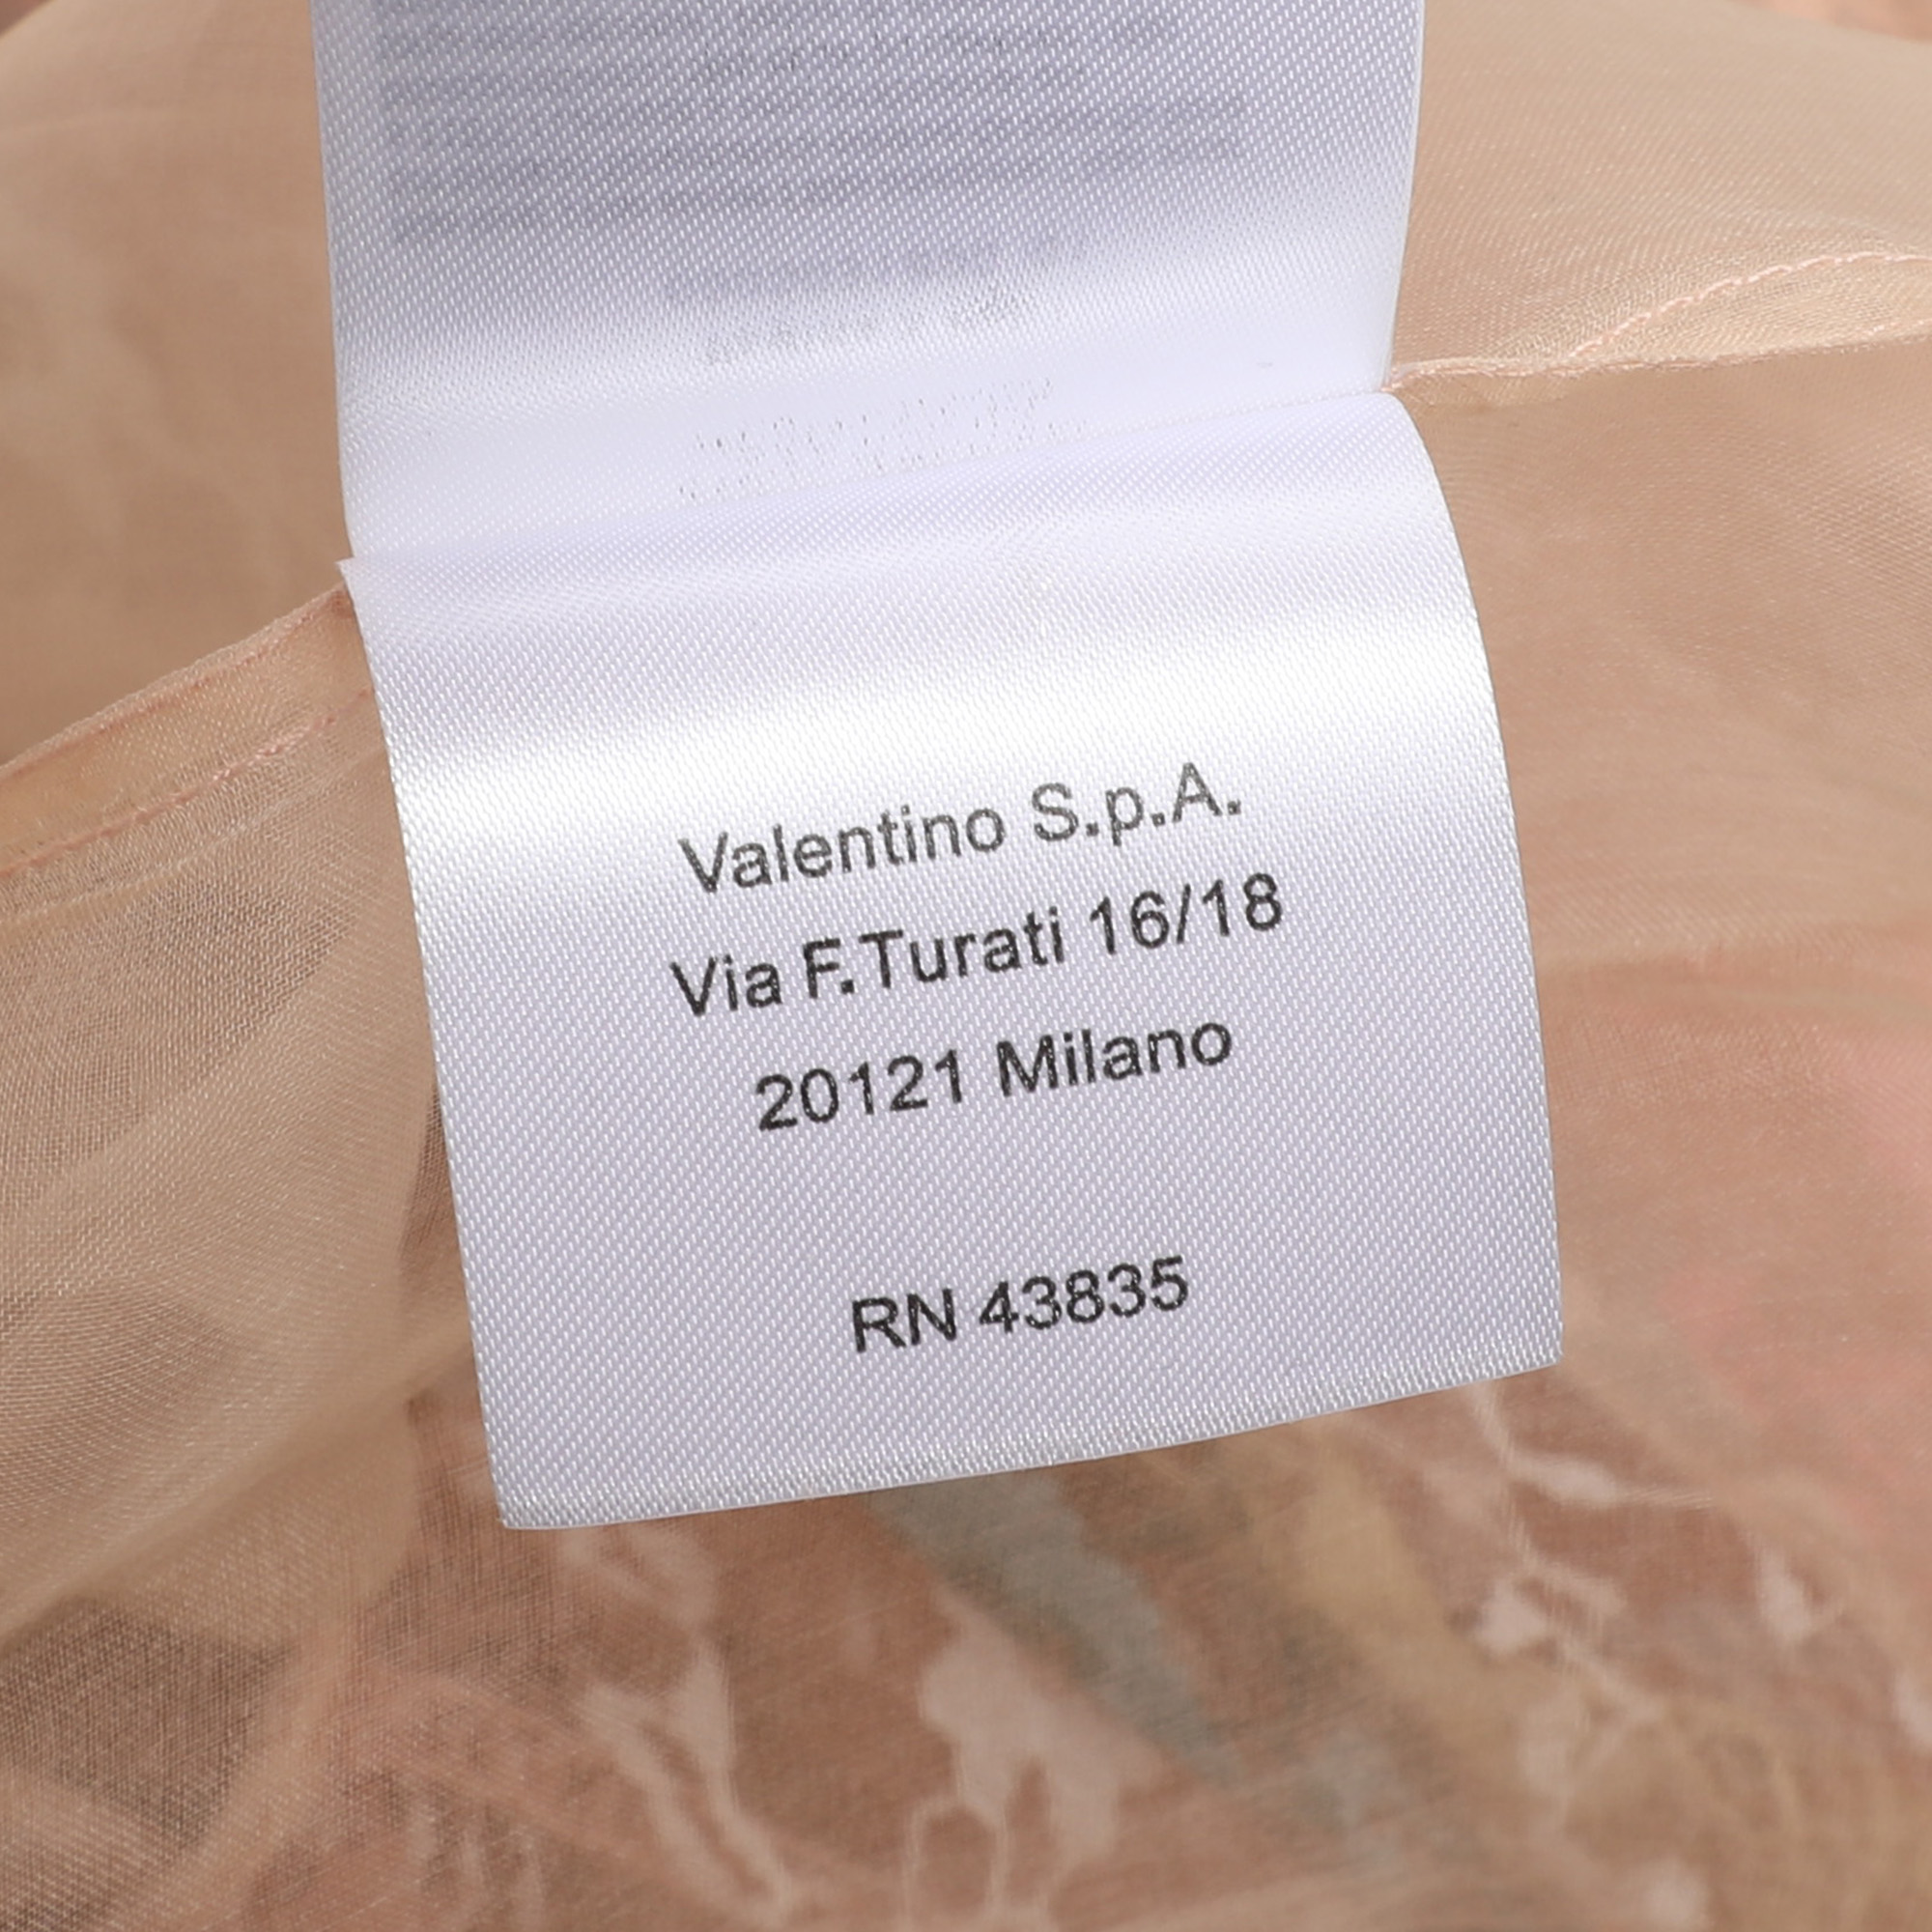 Valentino S.p.A.
Via F.Turati 16/18
20121 Milano
RN 43835